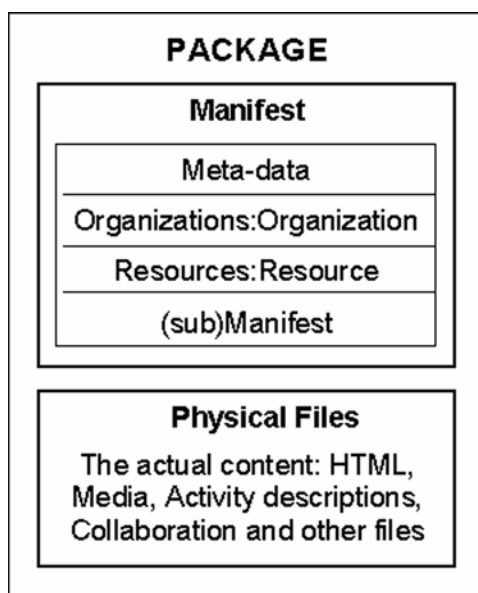 PACKAGE
Manifest
Meta-data
Organizations:Organization
Resources:Resource
(sub)Manifest
Physical Files
The actual content: HTML,
Media, Activity descriptions,
Collaboration and other files